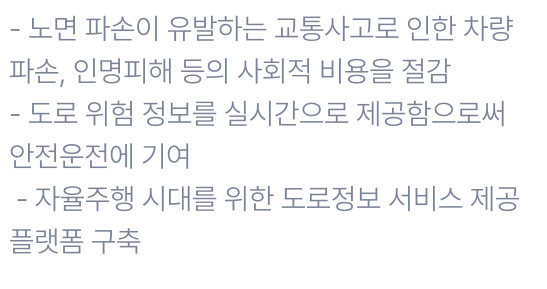 - 노면 파손이 유발하는 교통사고로 인한 차량
파손, 인명피해 등의 사회적 비용을 절감
- 도로 위험 정보를 실시간으로 제공함으로써
안전운전에 기여
- 자율주행 시대를 위한 도로정보 서비스 제공
플랫폼 구축